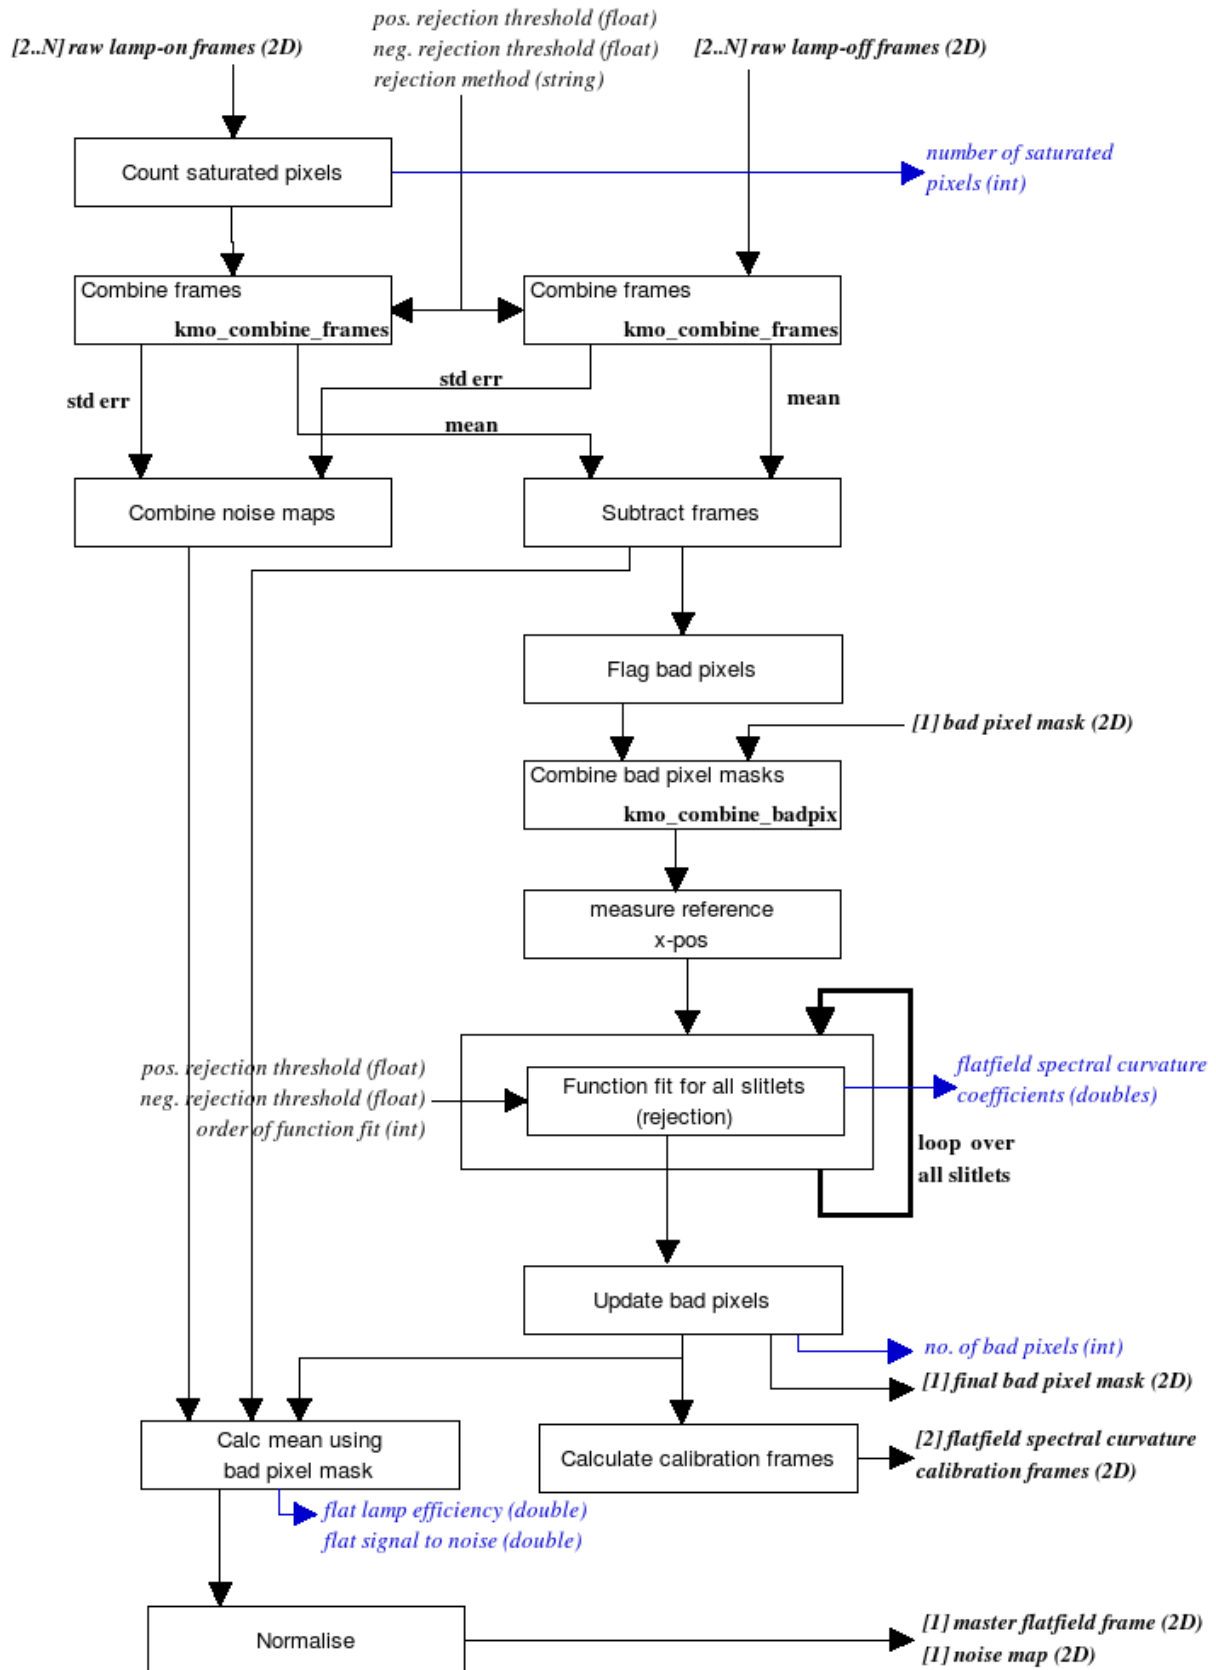 pos. rejection threshold (float)
neg. rejection threshold (float)
rejection method (string)
[2..N] raw lamp-on frames (2D)
[2..N] raw lamp-off frames (2D)
Count saturated pixels
number of saturated
pixels (int)
Combine frames
kmo_combine_frames
Combine frames
kmo_combine_frames
std err
std err
mean
mean
Combine noise maps
Subtract frames
Flag bad pixels
[1] bad pixel mask (2D)
Combine bad pixel masks
kmo_combine_badpix
measure reference
x-pos
pos. rejection threshold (float)
neg. rejection threshold (float)
order of function fit (int)
Function fit for all slitlets
(rejection)
flatfield spectral curvature
coefficients (doubles)
loop over
all slitlets
Update bad pixels
no. of bad pixels (int)
[1] final bad pixel mask (2D)
Calc mean using
bad pixel mask
Calculate calibration frames
[2] flatfield spectral curvature
calibration frames (2D)
flat lamp efficiency (double)
flat signal to noise (double)
Normalise
[1] master flatfield frame (2D)
[1] noise map (2D)